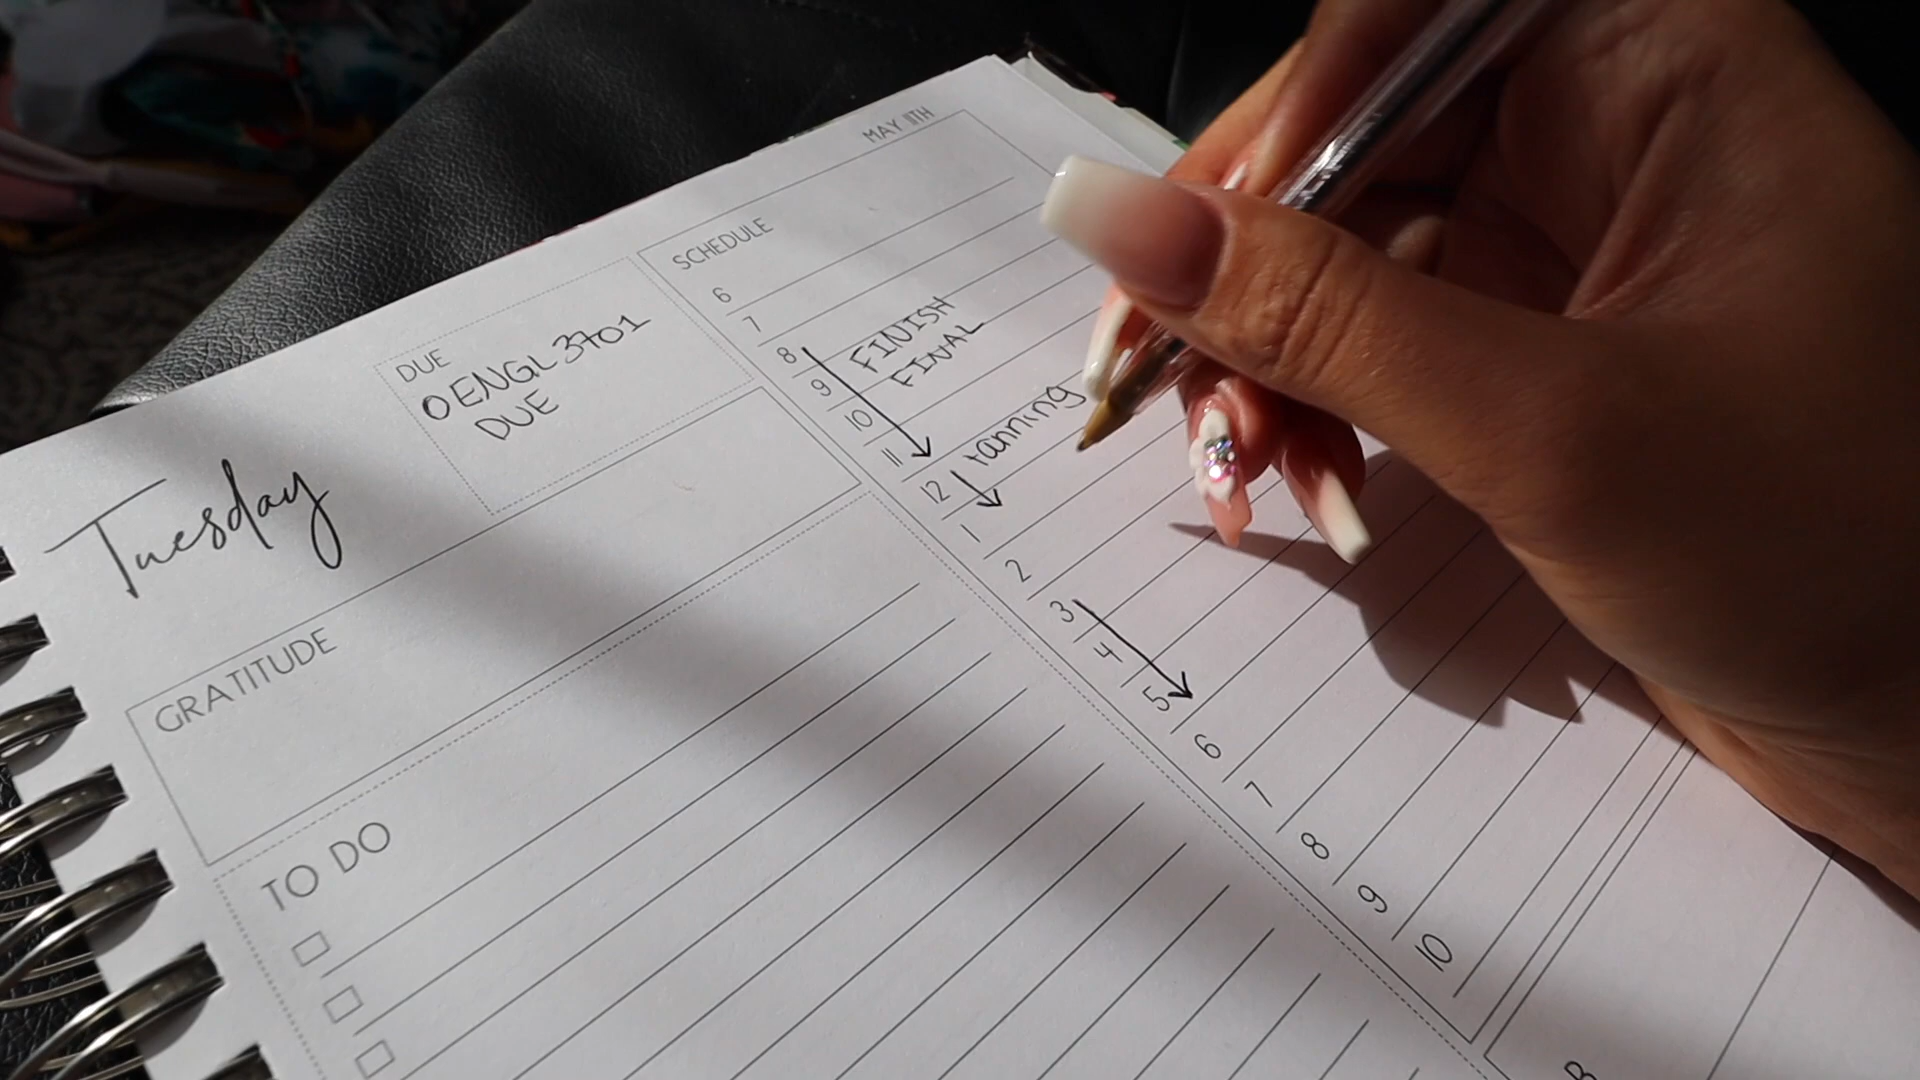 MAY 11TH
Tuesday
DUE
O ENGL 3701
DUE
GRATITUDE
TO DO
SCHEDULE
6
7
8
FINISH
9
FINAL
10
11
12
1
2
3
4
5
6
7
8
9
10